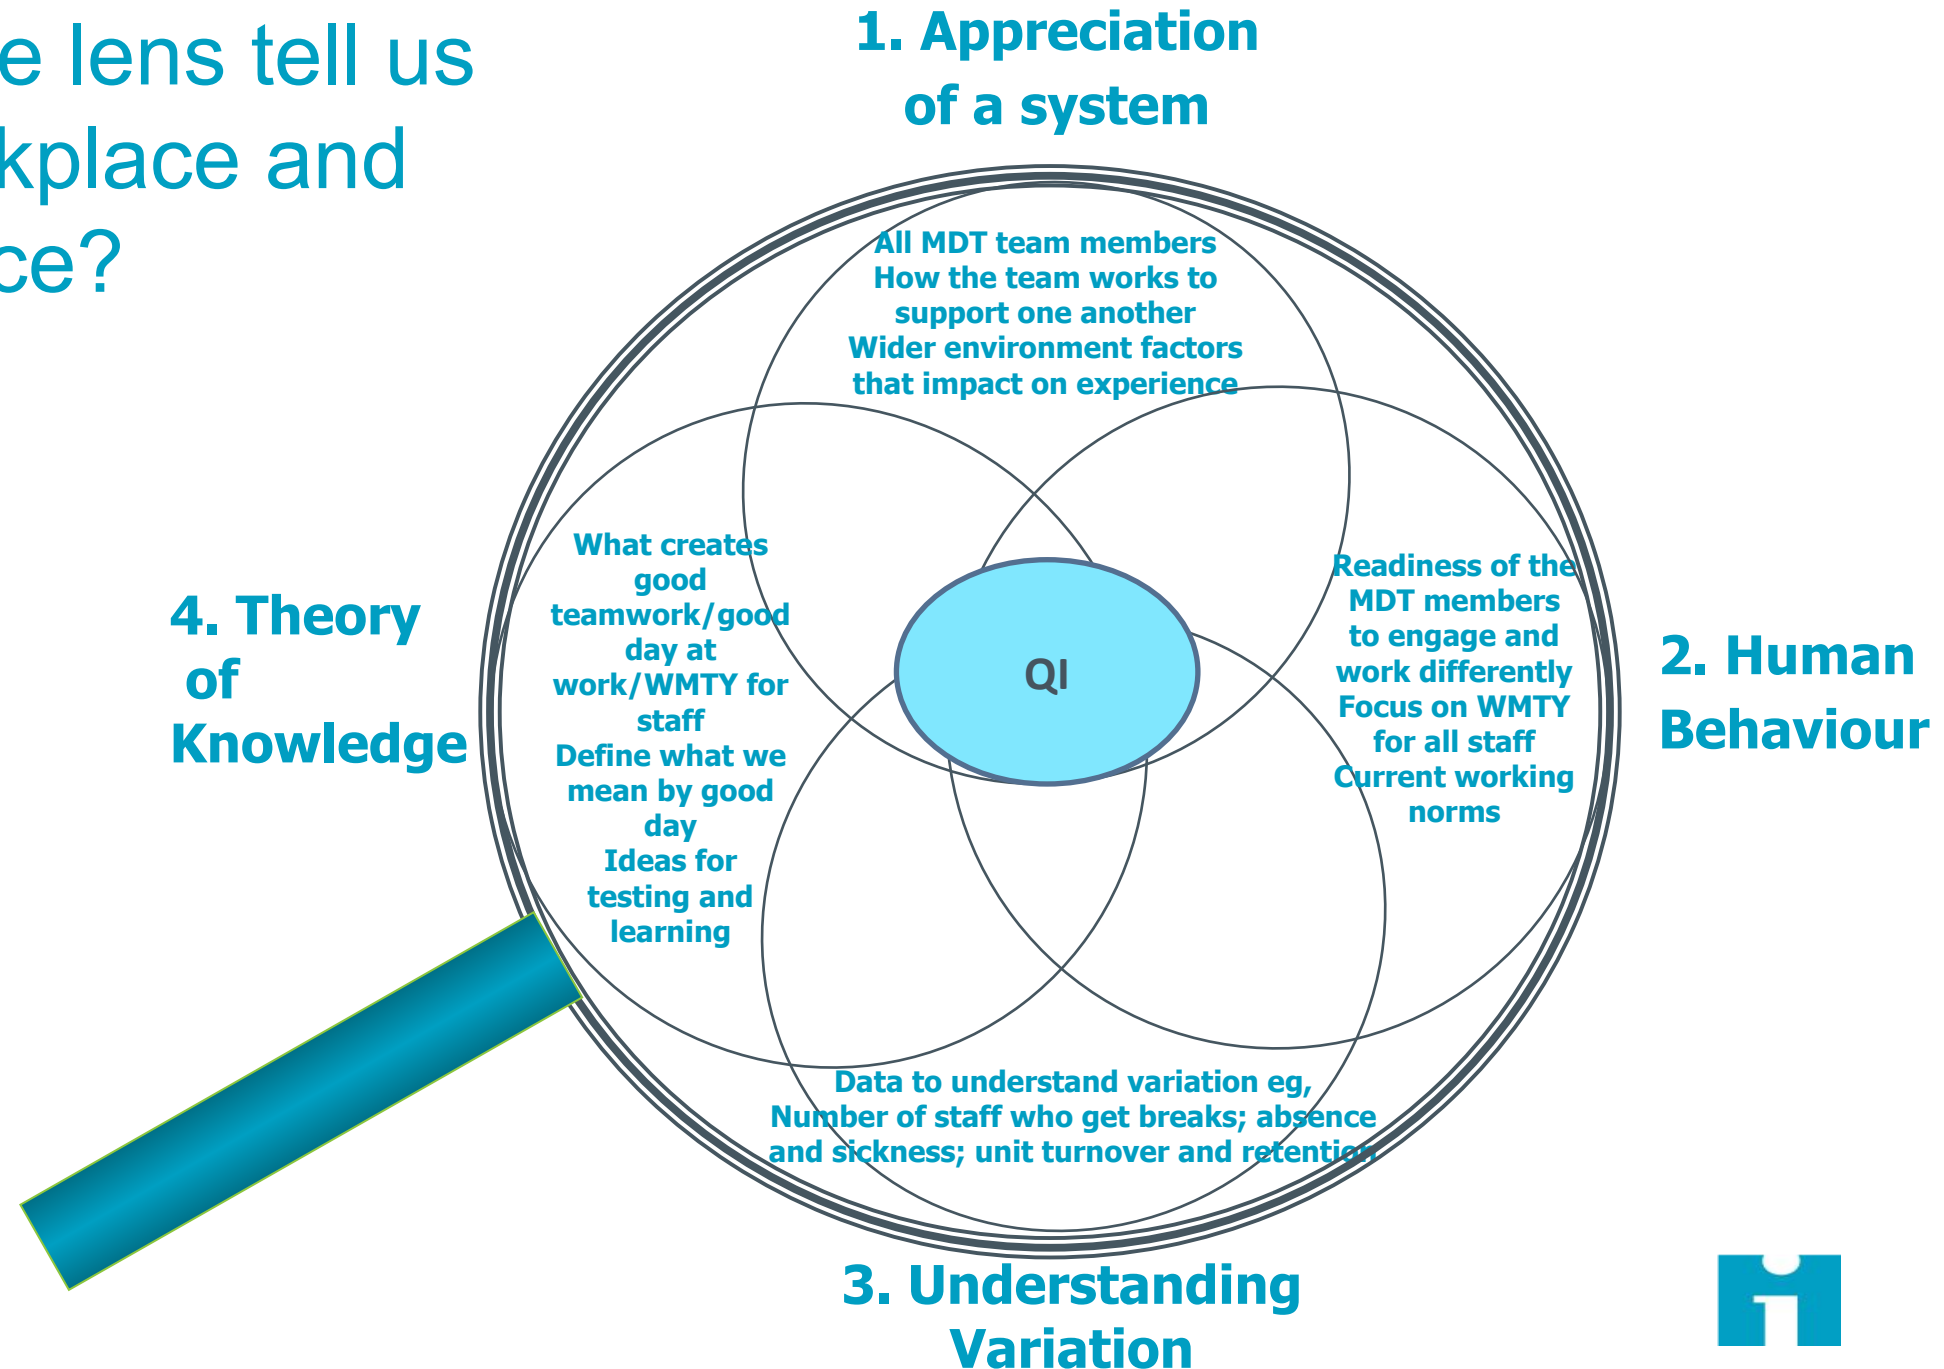 e lens tell us
kplace and
ce?
1. Appreciation
of a system
All MDT team members
How the team works to
support one another
Wider environment factors
that impact on experience
What creates
good
teamwork/good
day at
work/WMTY for
staff
Define what we
mean by good
day
Ideas for
testing and
learning
4. Theory
of
Knowledge
QI
Readiness of the
MDT members
to engage and
work differently
Focus on WMTY
for all staff
Current working
norms
2. Human
Behaviour
Data to understand variation eg,
Number of staff who get breaks; absence
and sickness; unit turnover and retention
3. Understanding
Variation